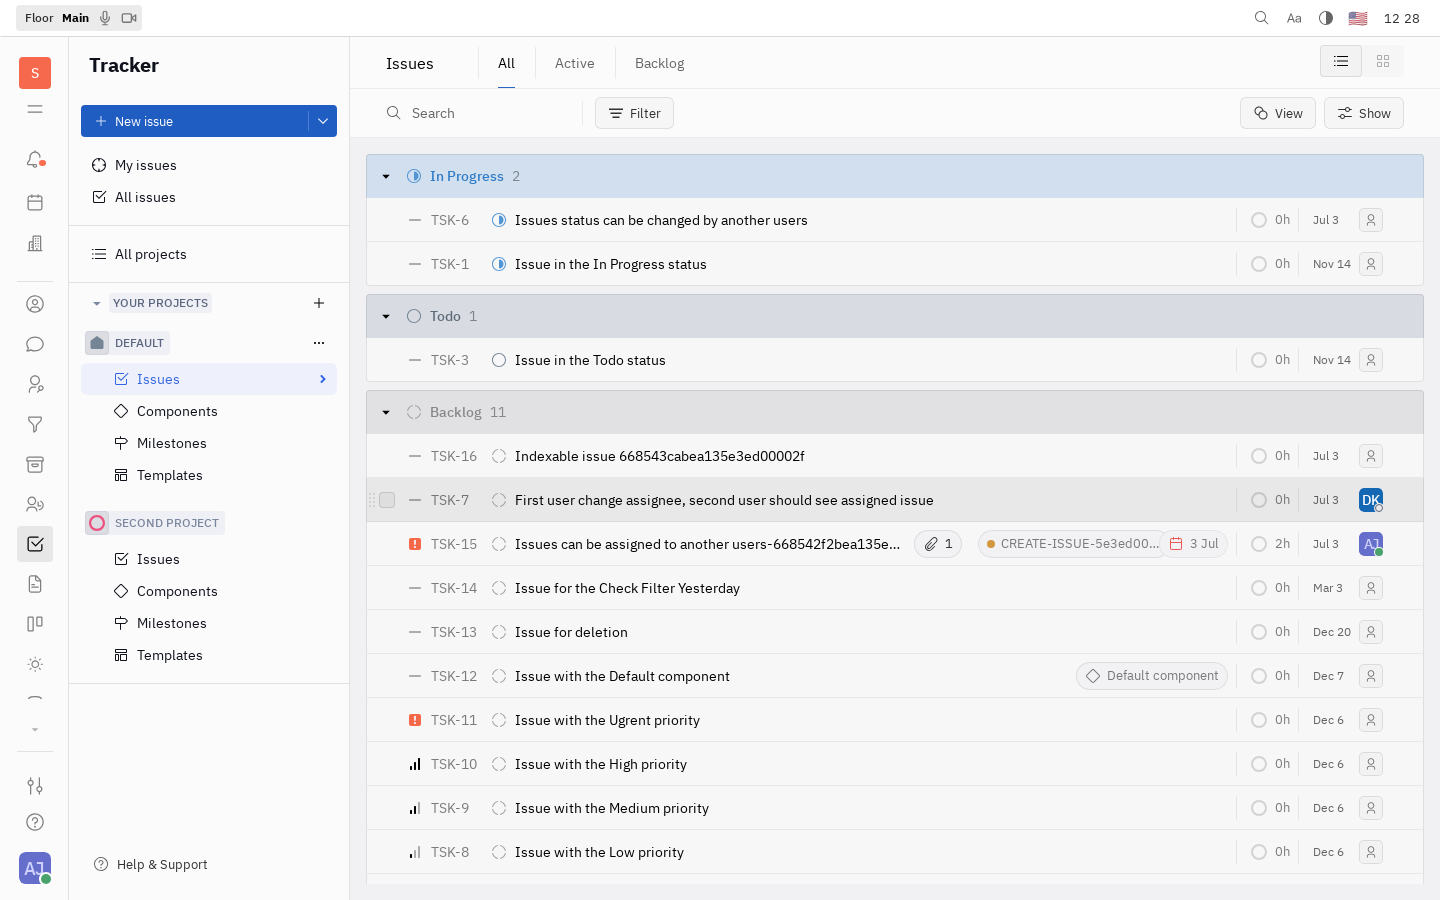 Floor Main
Aa
12 28
S
Tracker
New issue
My issues
All issues
All projects
YOUR PROJECTS
DEFAULT
Issues
Components
Milestones
Templates
SECOND PROJECT
Issues
Components
Milestones
Templates
Help & Support
AJ
Issues
All
Active
Backlog
Search
Filter
View
Show
In Progress 2
TSK-6 Issues status can be changed by another users 0h Jul 3
TSK-1 Issue in the In Progress status 0h Nov 14
Todo 1
TSK-3 Issue in the Todo status 0h Nov 14
Backlog 11
TSK-16 Indexable issue 668543cabea135e3ed00002f 0h Jul 3
TSK-7 First user change assignee, second user should see assigned issue 0h Jul 3 DK
TSK-15 Issues can be assigned to another users-668542f2bea135e... 1 CREATE-ISSUE-5e3ed00... 3 Jul 2h Jul 3 AJ
TSK-14 Issue for the Check Filter Yesterday 0h Mar 3
TSK-13 Issue for deletion 0h Dec 20
TSK-12 Issue with the Default component Default component 0h Dec 7
TSK-11 Issue with the Ugrent priority 0h Dec 6
TSK-10 Issue with the High priority 0h Dec 6
TSK-9 Issue with the Medium priority 0h Dec 6
TSK-8 Issue with the Low priority 0h Dec 6